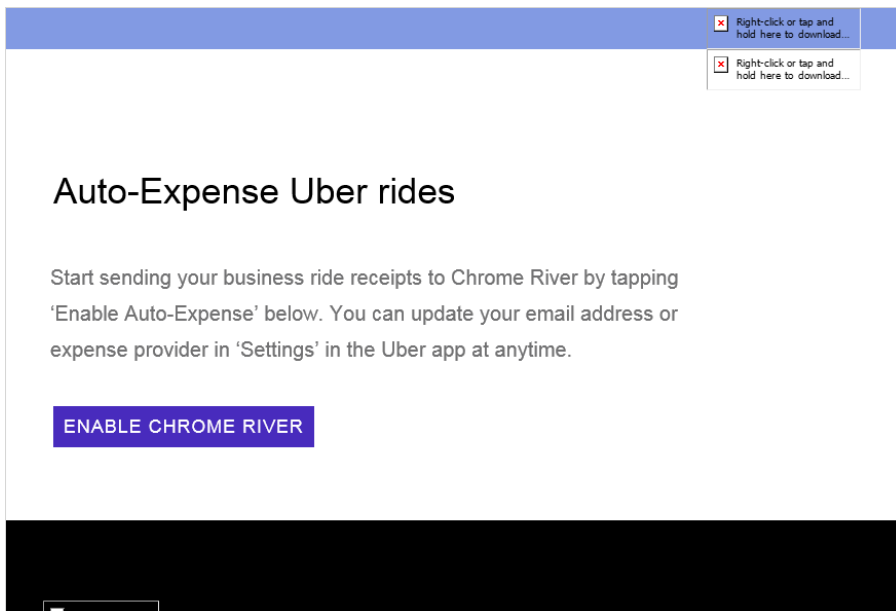 Right-click or tap and
hold here to download...
Right-click or tap and
hold here to download...
Auto-Expense Uber rides
Start sending your business ride receipts to Chrome River by tapping
‘Enable Auto-Expense’ below. You can update your email address or
expense provider in ‘Settings’ in the Uber app at anytime.
ENABLE CHROME RIVER